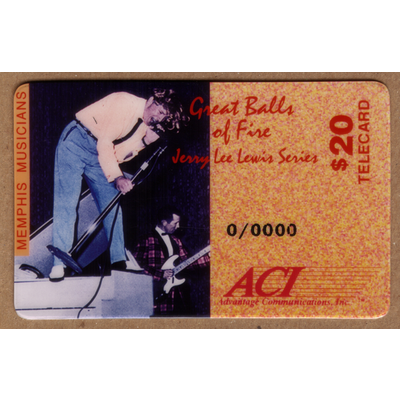 MEMPHIS MUSICIANS
Great Balls
of Fire
Jerry Lee Lewis Series
$20
TELECARD
0/0000
ACI
Advantage Communications, Inc.